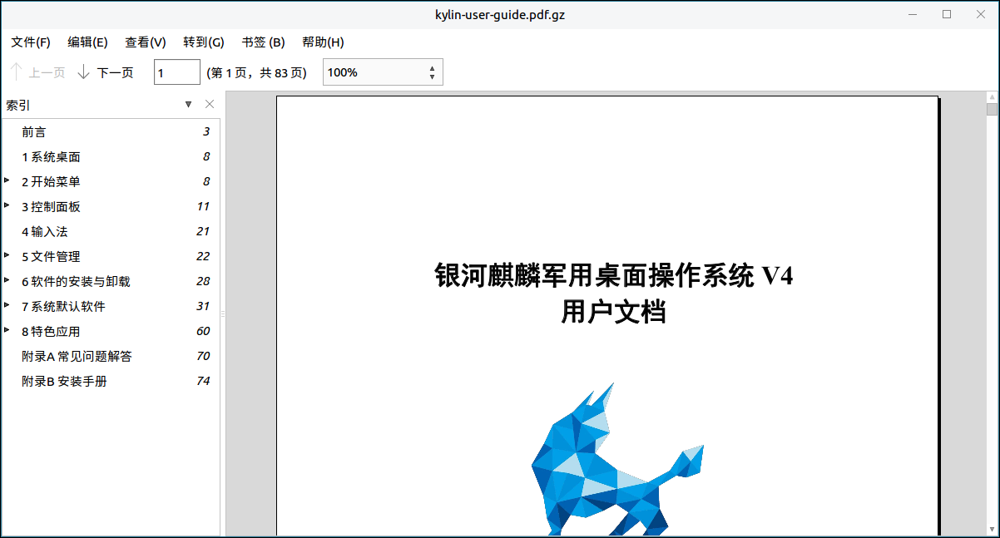 kylin-user-guide.pdf.gz
文件(F) 编辑(E) 查看(V) 转到(G) 书签 (B) 帮助(H)
上一页 下一页 1 (第 1 页，共 83 页) 100%
索引
前言 3
1 系统桌面 8
2 开始菜单 8
3 控制面板 11
4 输入法 21
5 文件管理 22
6 软件的安装与卸载 28
7 系统默认软件 31
8 特色应用 60
附录A 常见问题解答 70
附录B 安装手册 74
银河麒麟军用桌面操作系统 V4
用户文档